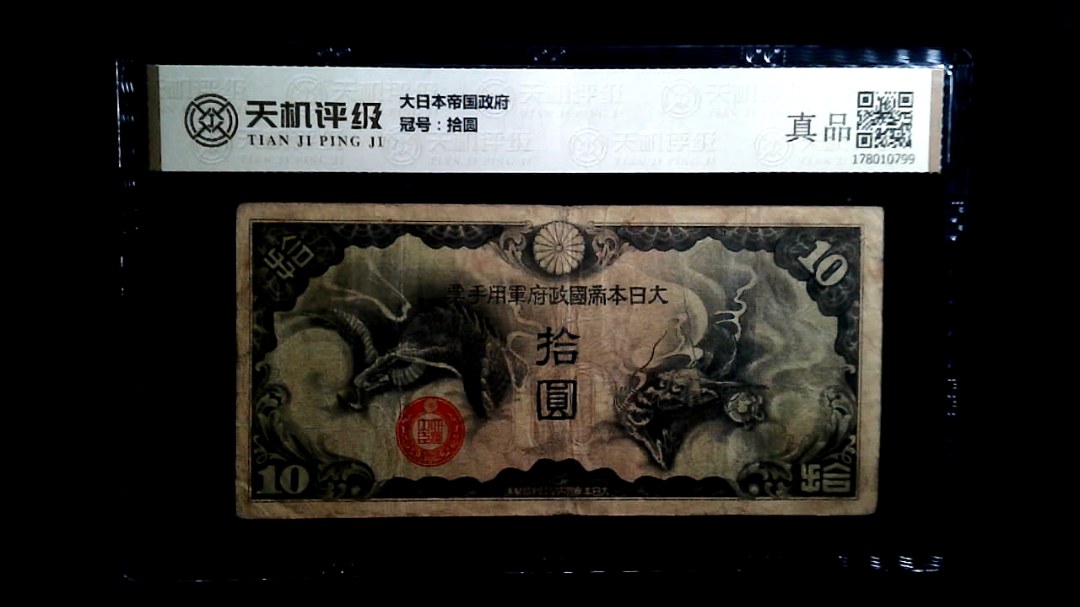 天机评级
TIAN JI PING JI
大日本帝国政府
冠号：拾圆
真品
178010799
拾
10
大日本帝國政府軍用手票
拾
圓
10
拾